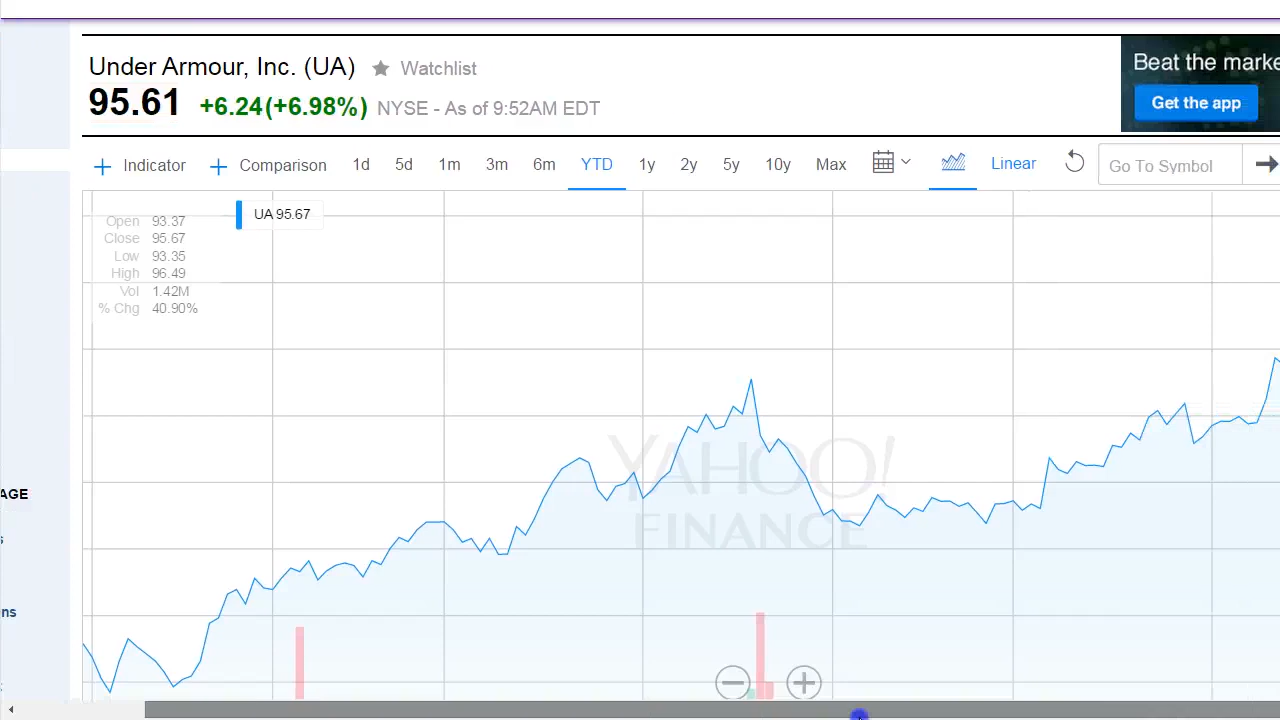 Under Armour, Inc. (UA) Watchlist
95.61 +6.24(+6.98%) NYSE - As of 9:52AM EDT
Beat the marke
Get the app
Indicator Comparison 1d 5d 1m 3m 6m YTD 1y 2y 5y 10y Max Linear Go To Symbol
UA 95.67
Open 93.37
Close 95.67
Low 93.35
High 96.49
Vol 1.42M
% Chg 40.90%
YAHOO!
FINANCE
AGE
s
ns